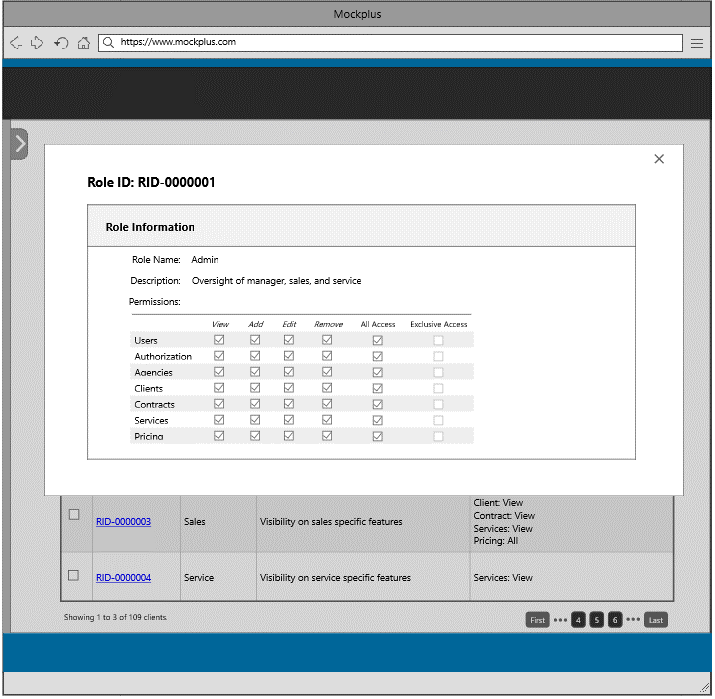 Mockplus
https://www.mockplus.com
Role ID: RID-0000001
Role Information
Role Name: Admin
Description: Oversight of manager, sales, and service
Permissions:
View Add Edit Remove All Access Exclusive Access
Users
Authorization
Agencies
Clients
Contracts
Services
Pricing
Client: View
Contract: View
RID-0000003 Sales Visibility on sales specific features
Services: View
Pricing: All
RID-0000004 Service Visibility on service specific features Services: View
Showing 1 to 3 of 109 clients
First ••• 4 5 6 ••• Last